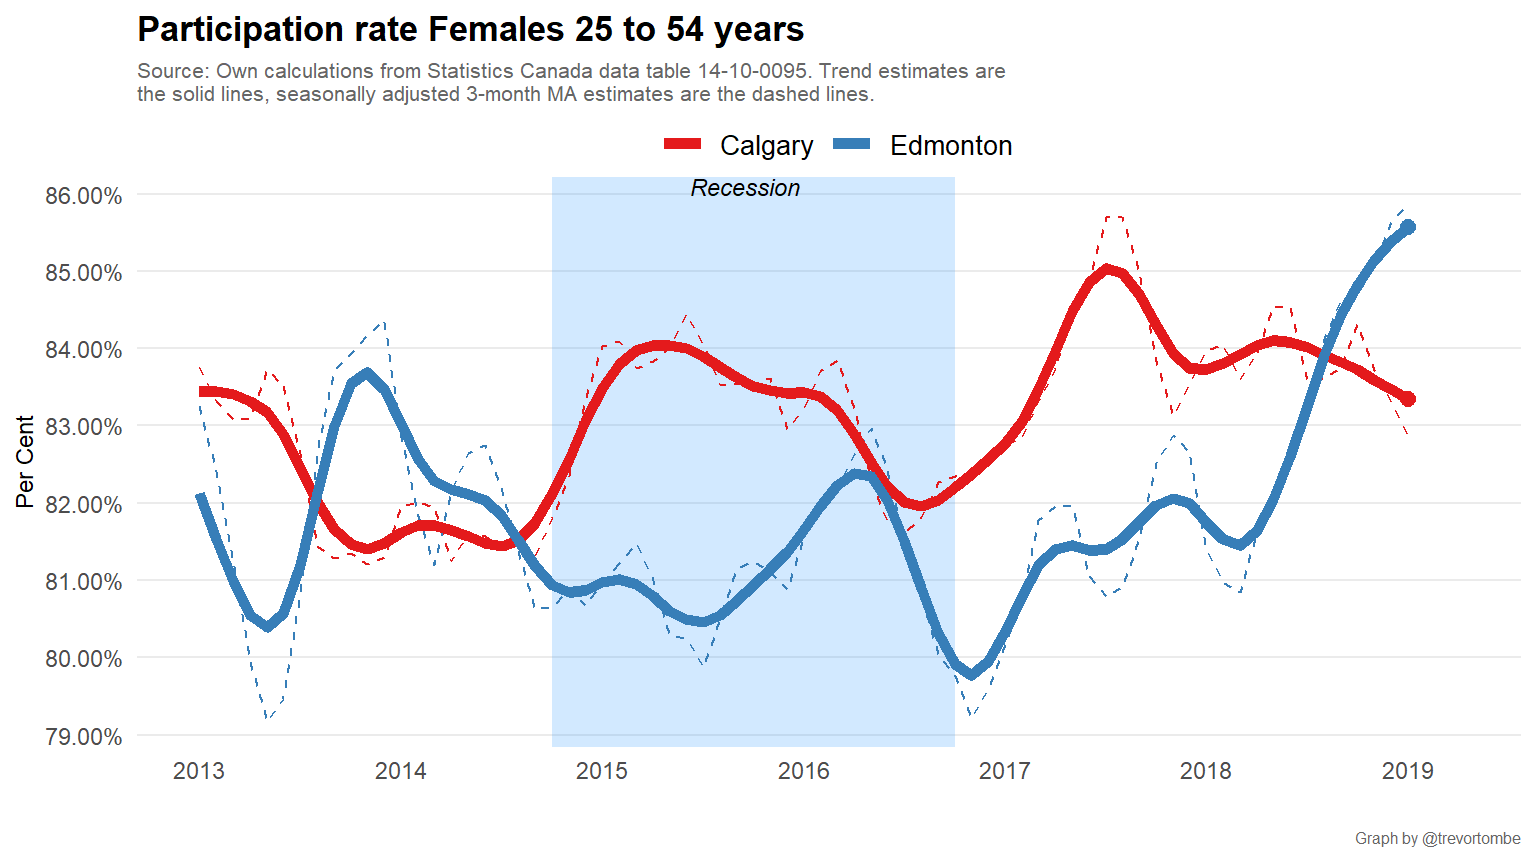 Participation rate Females 25 to 54 years
Source: Own calculations from Statistics Canada data table 14-10-0095. Trend estimates are
the solid lines, seasonally adjusted 3-month MA estimates are the dashed lines.
Calgary Edmonton
Recession
86.00%
85.00%
84.00%
83.00%
82.00%
81.00%
80.00%
79.00%
Per Cent
2013 2014 2015 2016 2017 2018 2019
Graph by @trevortombe